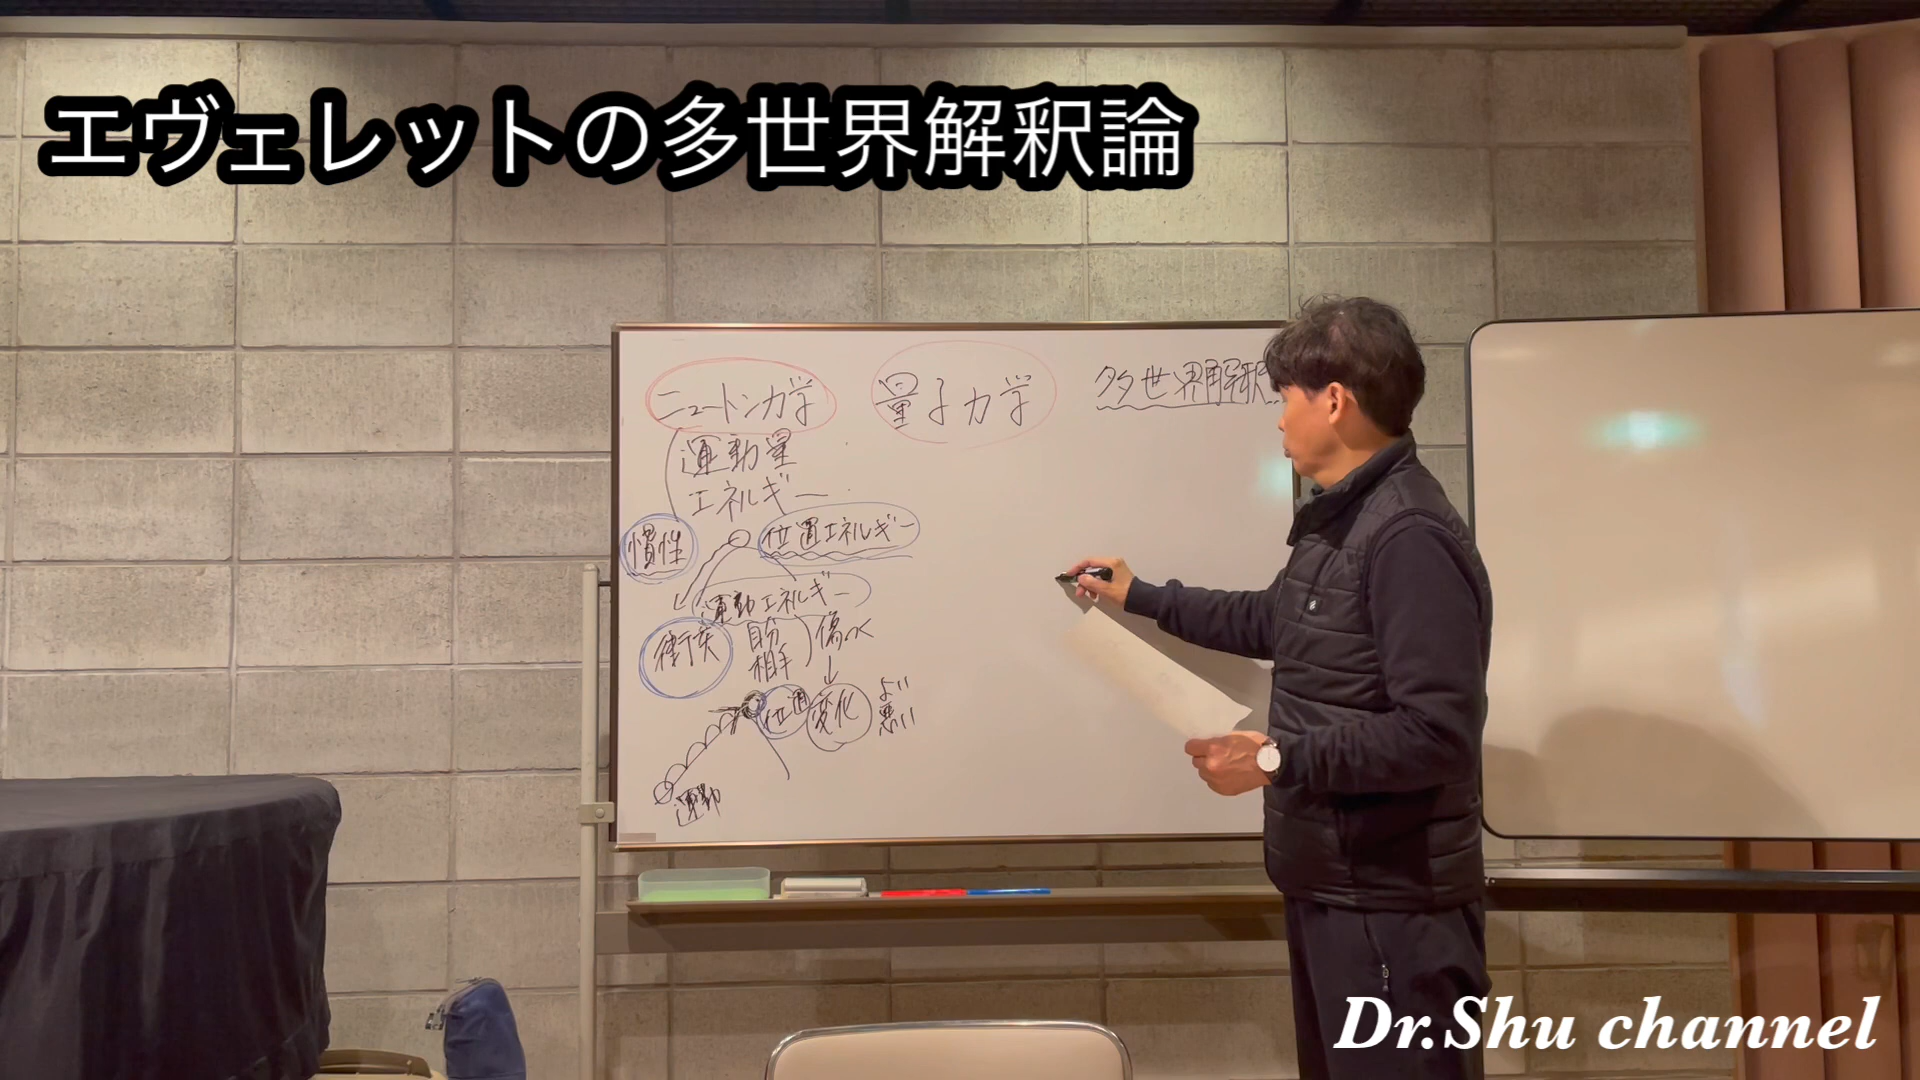 エヴェレットの多世界解釈論
ニュートン力学
量子力学
多世界解釈
運動量
エネルギー
慣性
位置エネルギー
運動エネルギー
衝突
自分
相手
傷つく
位置
変化
よい
悪い
運動
Dr.Shu channel